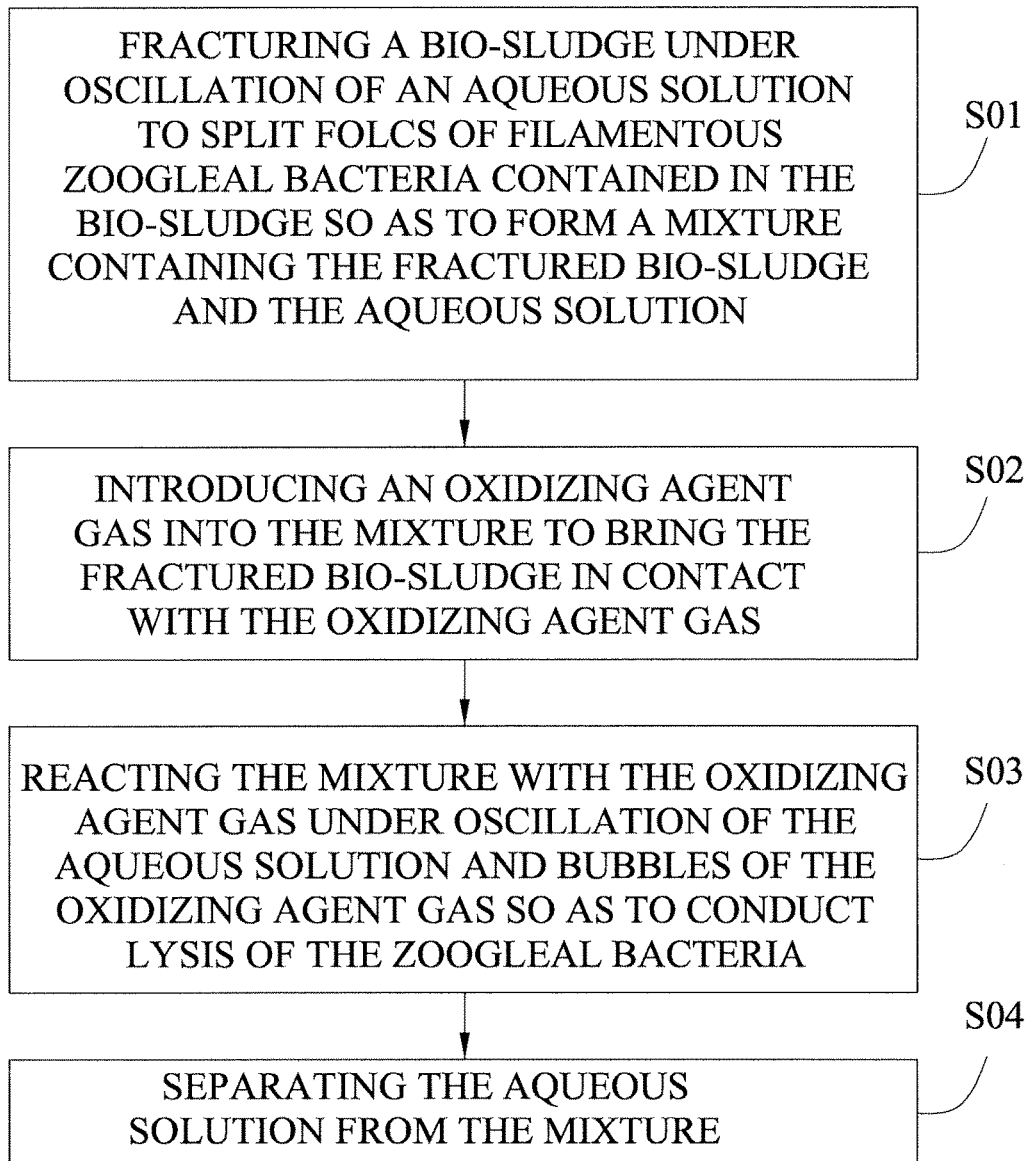 FRACTURING A BIO-SLUDGE UNDER
OSCILLATION OF AN AQUEOUS SOLUTION
TO SPLIT FOLCS OF FILAMENTOUS
ZOOGLEAL BACTERIA CONTAINED IN THE
BIO-SLUDGE SO AS TO FORM A MIXTURE
CONTAINING THE FRACTURED BIO-SLUDGE
AND THE AQUEOUS SOLUTION
S01
INTRODUCING AN OXIDIZING AGENT
GAS INTO THE MIXTURE TO BRING THE
FRACTURED BIO-SLUDGE IN CONTACT
WITH THE OXIDIZING AGENT GAS
S02
REACTING THE MIXTURE WITH THE OXIDIZING
AGENT GAS UNDER OSCILLATION OF THE
AQUEOUS SOLUTION AND BUBBLES OF THE
OXIDIZING AGENT GAS SO AS TO CONDUCT
LYSIS OF THE ZOOGLEAL BACTERIA
S03
SEPARATING THE AQUEOUS
SOLUTION FROM THE MIXTURE
S04